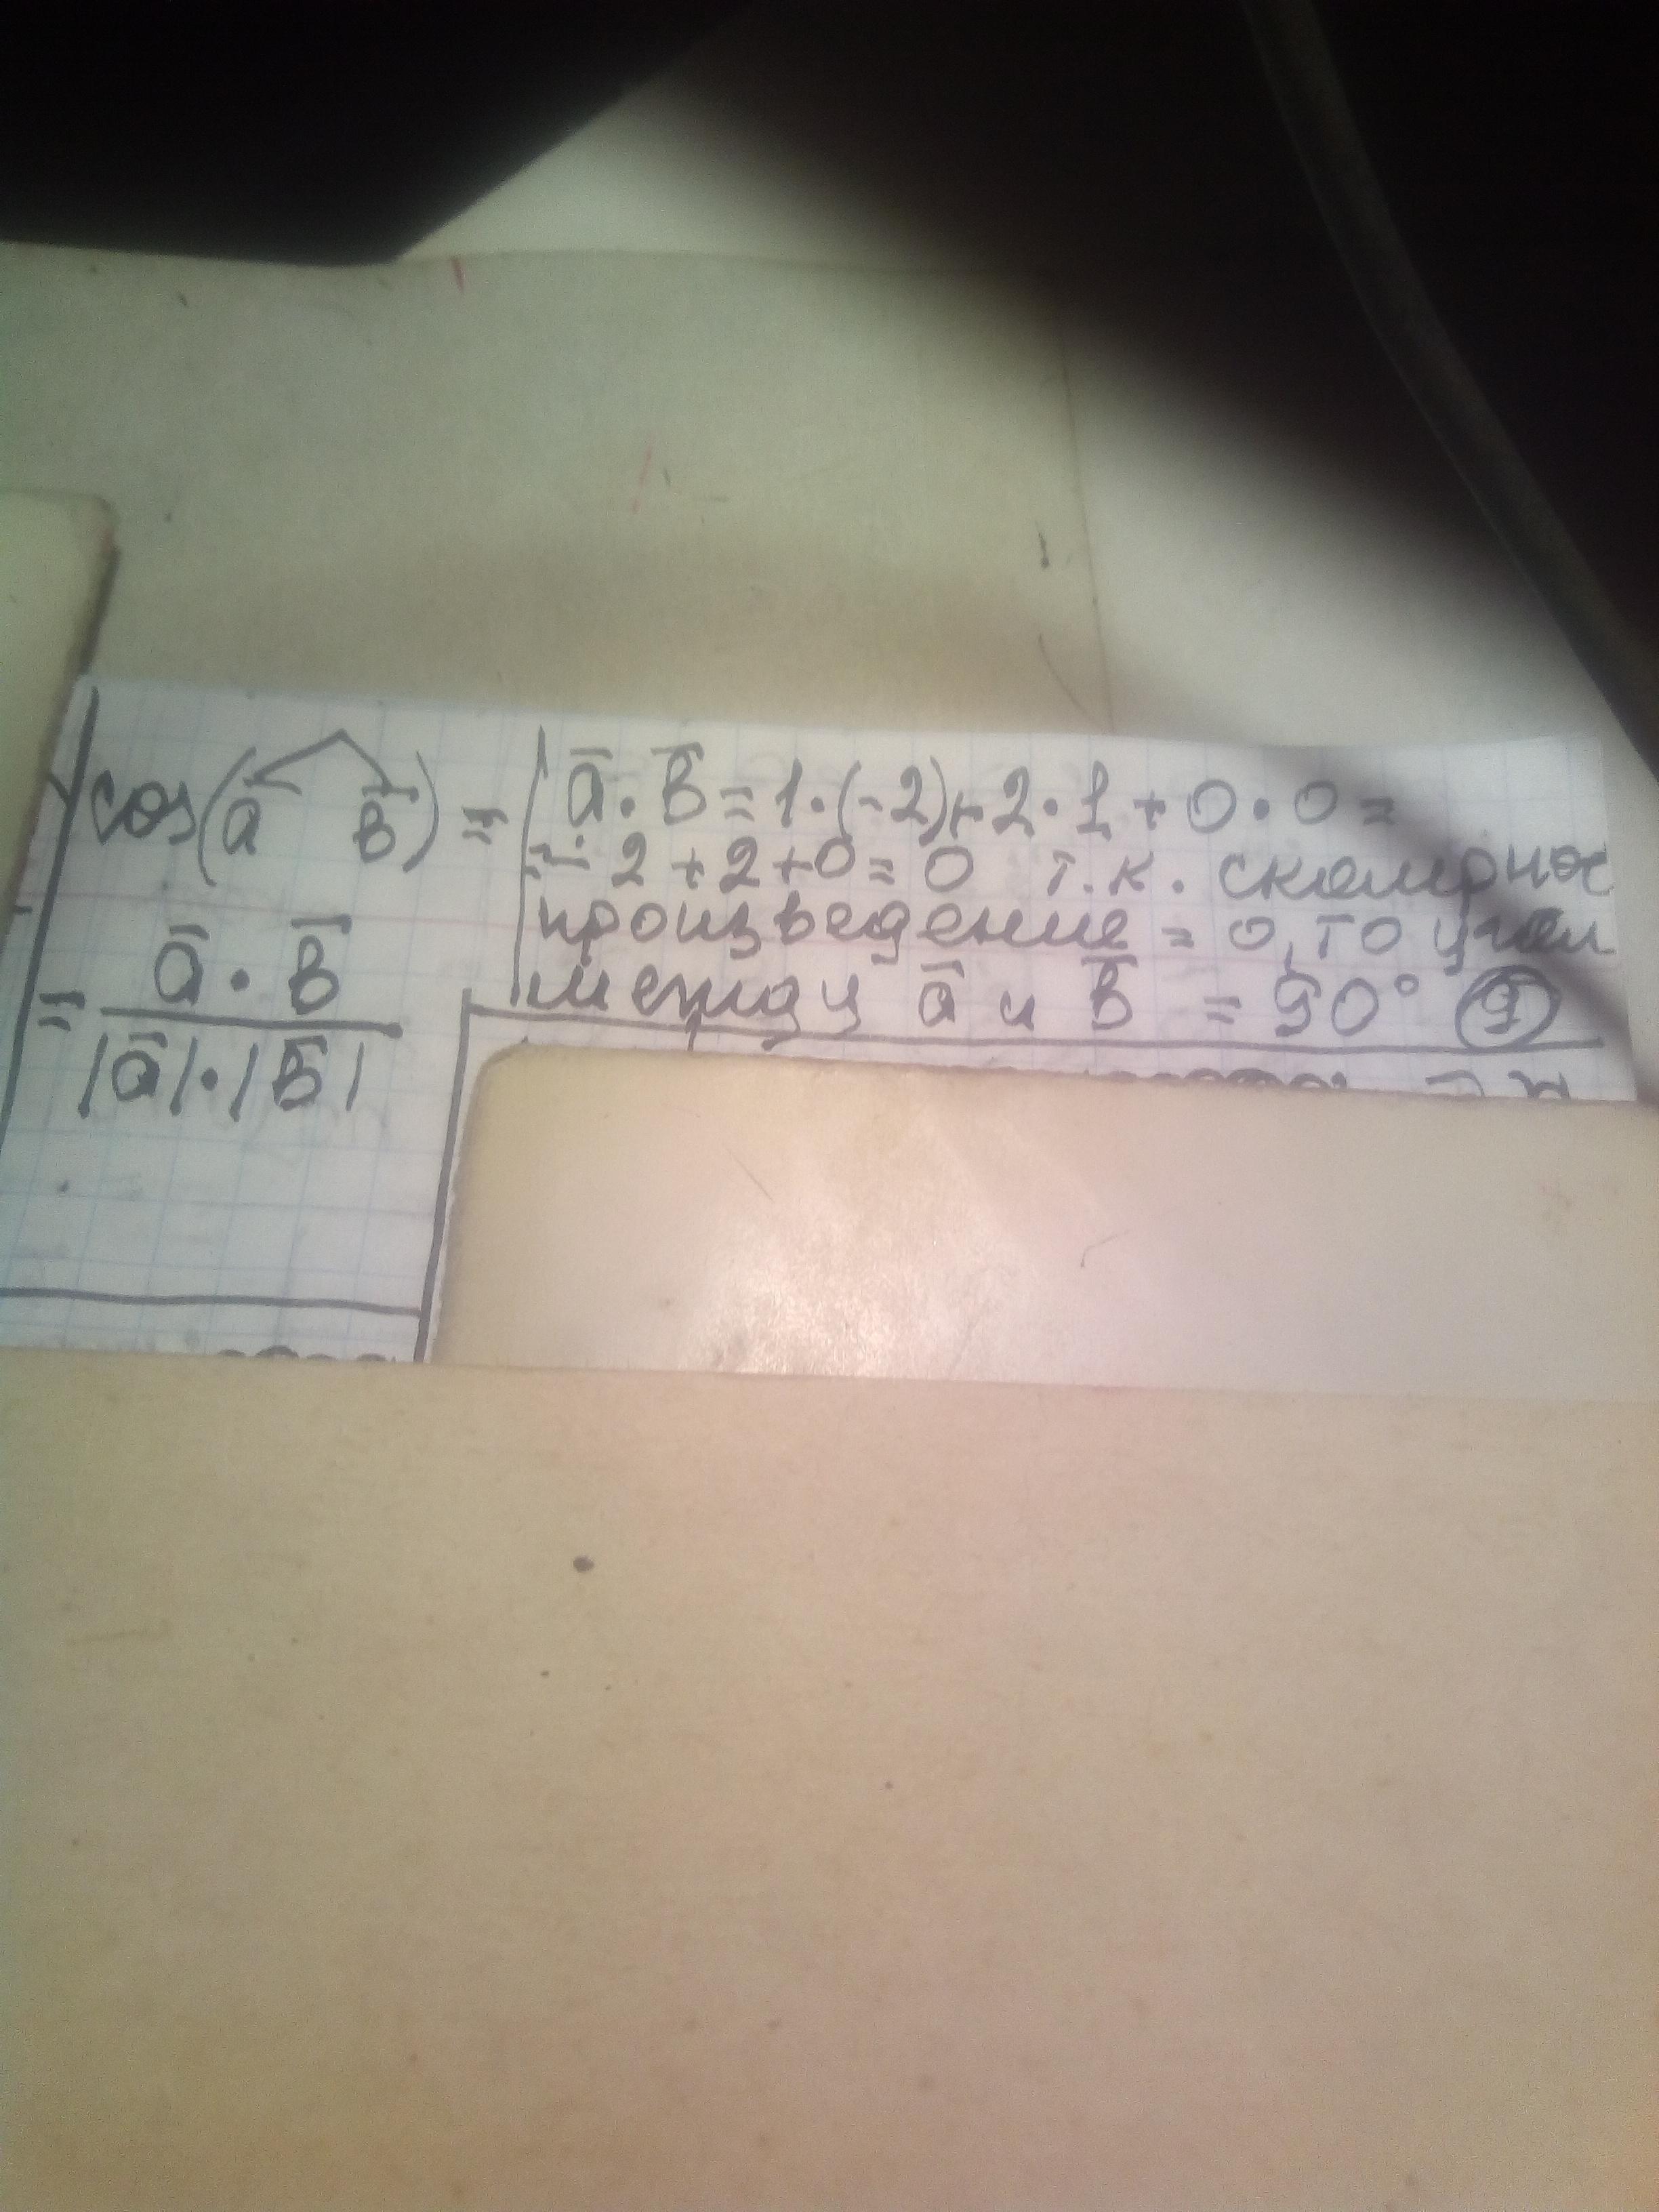 cos(a̅ b̅) =
= a̅ · b̅
|a̅| · |b̅|
a̅ · b̅ = 1 · (-2) + 2 · 1 + 0 · 0 =
= -2 + 2 + 0 = 0 т.к. скалярное
произведение = 0, то угол
между a̅ и b̅ = 90°